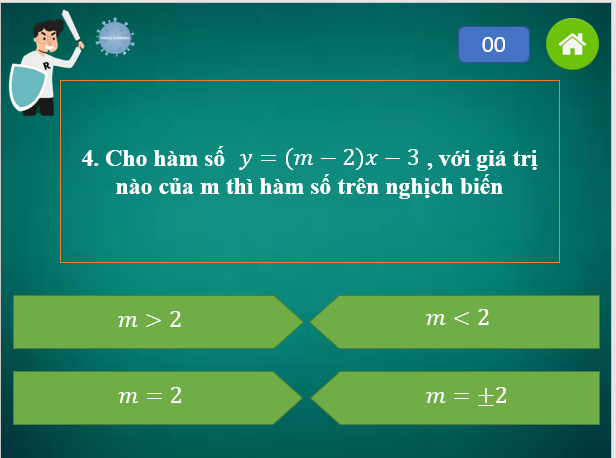 00
R
4. Cho hàm số y = (m − 2)x − 3 , với giá trị
nào của m thì hàm số trên nghịch biến
m > 2
m < 2
m = 2
m = ±2